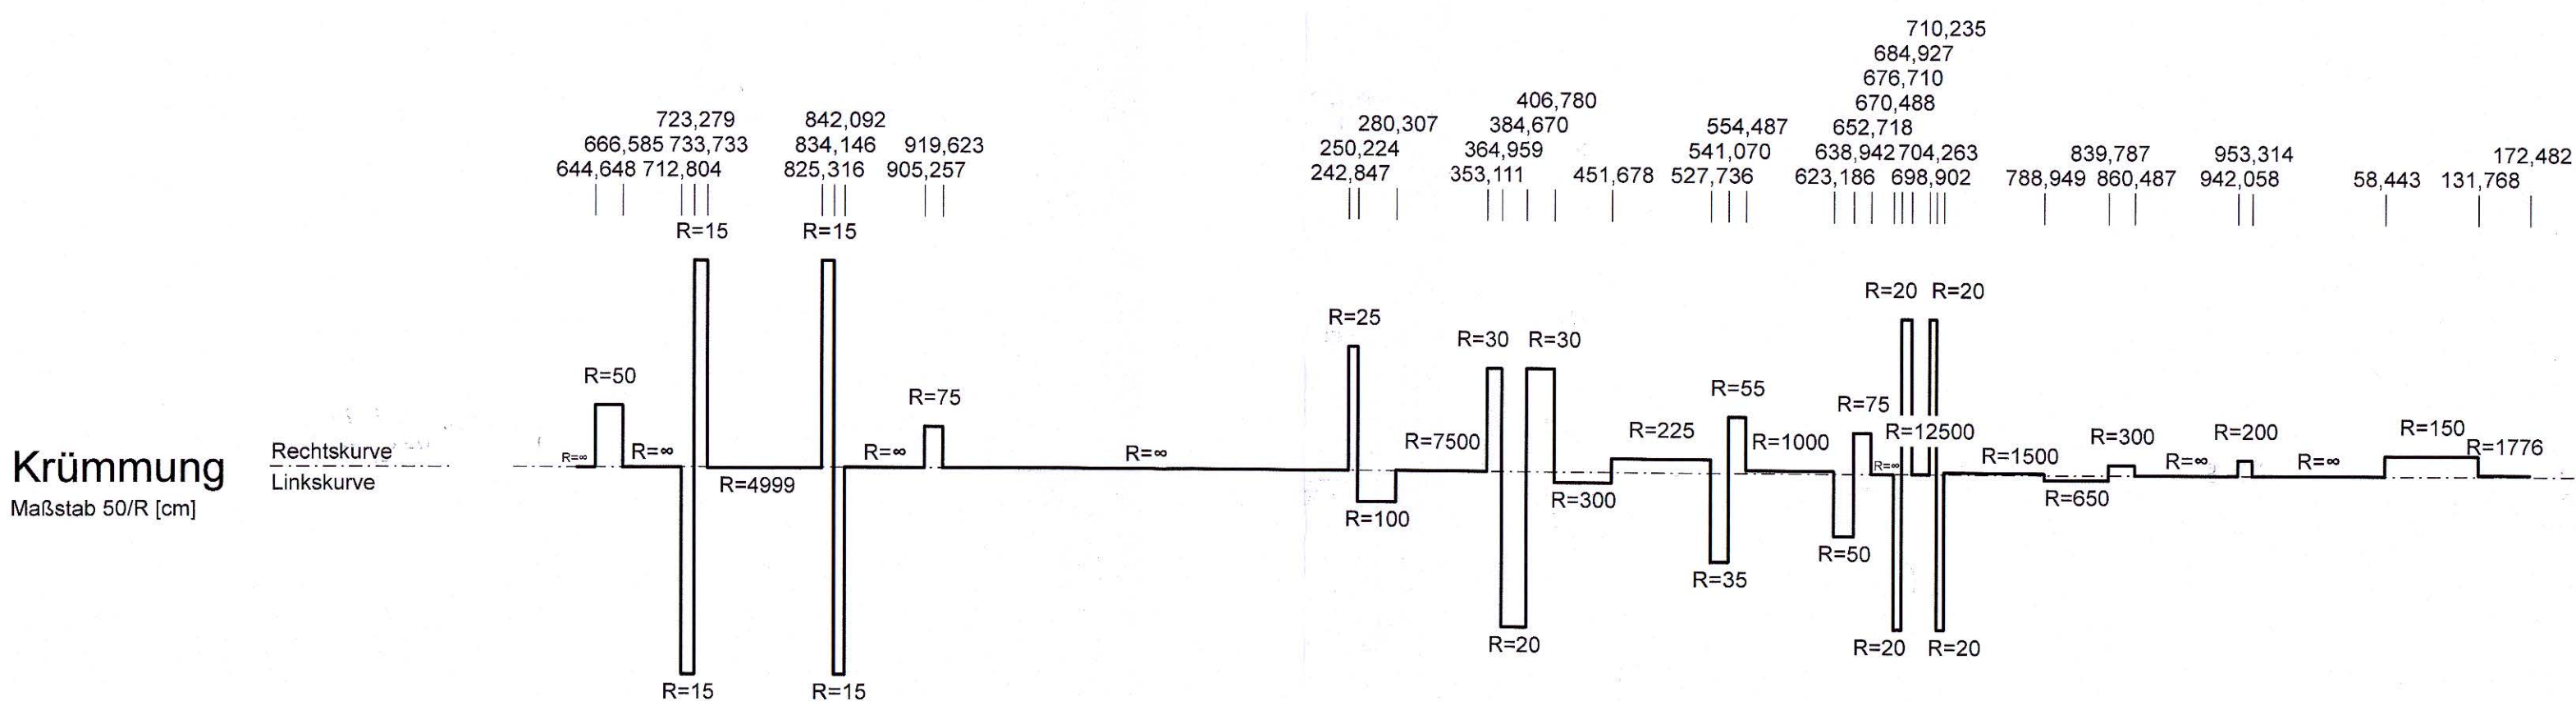 710,235
684,927
676,710
406,780 670,488
723,279 842,092 280,307 384,670 554,487 652,718
666,585 733,733 834,146 919,623 250,224 364,959 541,070 638,942 704,263 839,787 953,314 172,482
644,648 712,804 825,316 905,257 242,847 353,111 451,678 527,736 623,186 698,902 788,949 860,487 942,058 58,443 131,768
R=15 R=15
R=20 R=20
R=25
R=30 R=30
R=50 R=75 R=55 R=75
Rechtskurve R=∞ R=∞ R=∞ R=∞ R=7500 R=225 R=1000 R=∞ R=12500 R=1500 R=300 R=∞ R=200 R=∞ R=150 R=1776
Krümmung
Linkskurve R=4999 R=300 R=650
Maßstab 50/R [cm] R=100
R=50
R=35
R=20 R=20 R=20
R=15 R=15